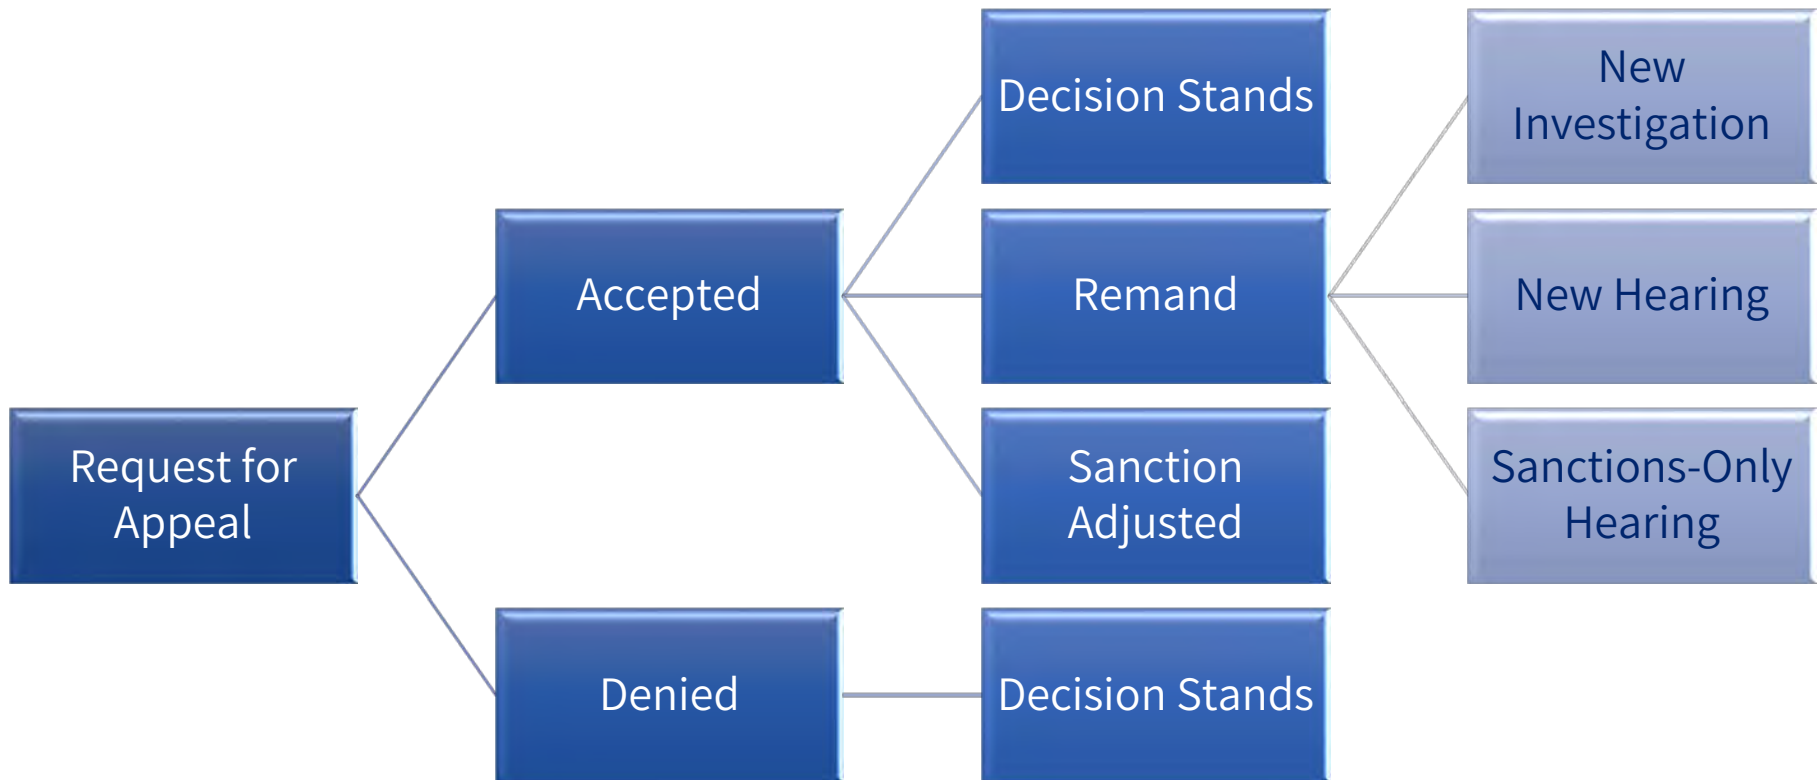 Request for
Appeal
Accepted
Decision Stands
Remand
New
Investigation
New Hearing
Sanctions-Only
Hearing
Sanction
Adjusted
Denied
Decision Stands